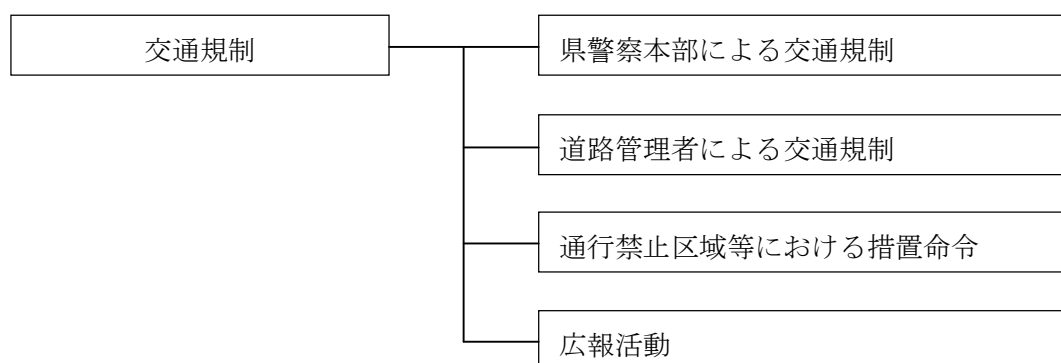 交通規制
県警察本部による交通規制
道路管理者による交通規制
通行禁止区域等における措置命令
広報活動